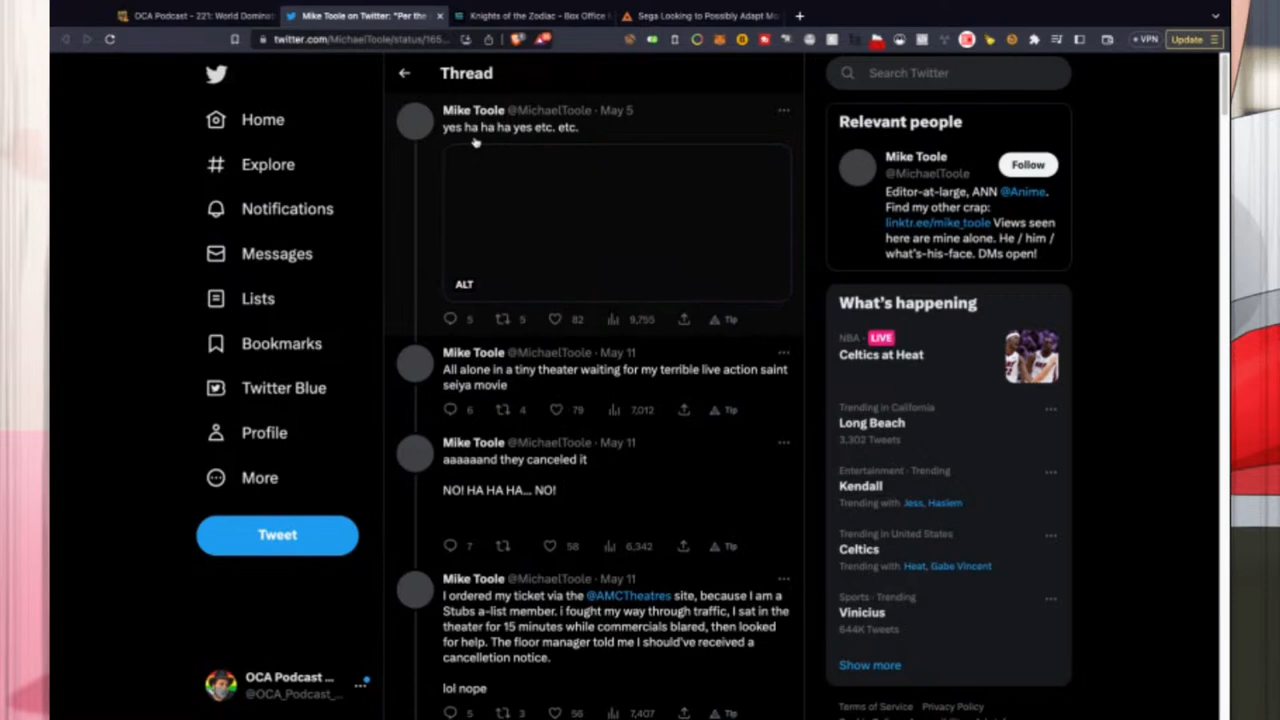 OCA Podcast - 221: World Domina
Mike Toole on Twitter: "Per the
Knights of the Zodiac - Box Office
Sega Looking to Possibly Adapt Mo
twitter.com/MichaelToole/status/165...
VPN
Update
Thread
Search Twitter
Home
Explore
Notifications
Messages
Lists
Bookmarks
Twitter Blue
Profile
More
Tweet
OCA Podcast ...
@OCA_Podcast_...
Mike Toole @MichaelToole · May 5
yes ha ha ha yes etc. etc.
ALT
5 5 82 9,755 Tip
Mike Toole @MichaelToole · May 11
All alone in a tiny theater waiting for my terrible live action saint
seiya movie
6 4 79 7,012 Tip
Mike Toole @MichaelToole · May 11
aaaaaand they canceled it
NO! HA HA HA... NO!
7 58 6,342 Tip
Mike Toole @MichaelToole · May 11
I ordered my ticket via the @AMCTheatres site, because I am a
Stubs a-list member. i fought my way through traffic, I sat in the
theater for 15 minutes while commercials blared, then looked
for help. The floor manager told me I should've received a
cancelletion notice.
lol nope
5 3 56 7,407 Tip
Relevant people
Mike Toole
@MichaelToole
Follow
Editor-at-large, ANN @Anime.
Find my other crap:
linktr.ee/mike_toole Views seen
here are mine alone. He / him /
what's-his-face. DMs open!
What's happening
NBA · LIVE
Celtics at Heat
Trending in California
Long Beach
3,302 Tweets
Entertainment · Trending
Kendall
Trending with Jess, Haslem
Trending in United States
Celtics
Trending with Heat, Gabe Vincent
Sports · Trending
Vinicius
644K Tweets
Show more
Terms of Service Privacy Policy